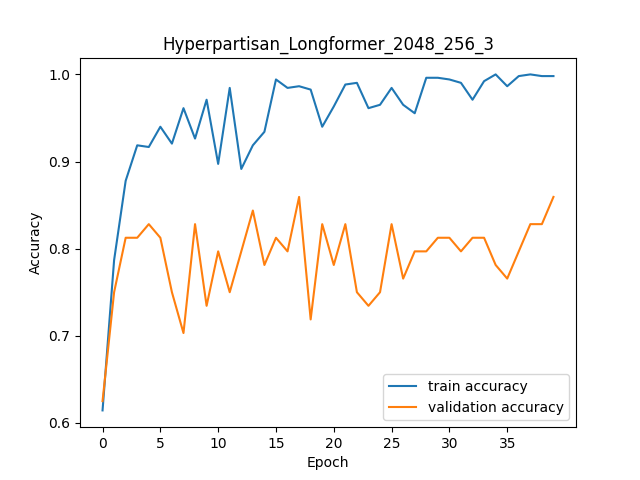 Hyperpartisan_Longformer_2048_256_3
1.0
0.9
0.8
0.7
0.6
Accuracy
0 5 10 15 20 25 30 35
Epoch
train accuracy
validation accuracy